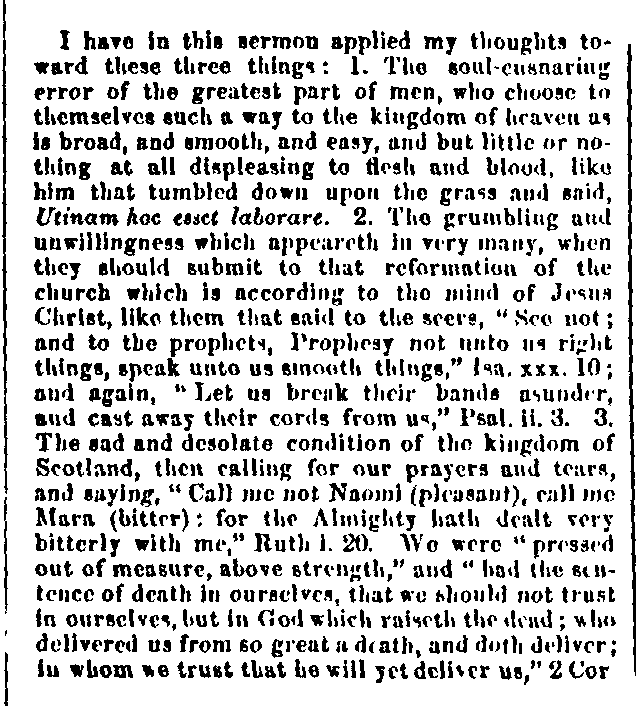 I have in this sermon applied my thoughts to-
ward these three things: 1. The soul-ensnaring
error of the greatest part of men, who choose to
themselves such a way to the kingdom of heaven as
is broad, and smooth, and easy, and but little or no-
thing at all displeasing to flesh and blood, like
him that tumbled down upon the grass and said,
Utinam hoc esset laborare. 2. The grumbling and
unwillingness which appeareth in very many, when
they should submit to that reformation of the
church which is according to the mind of Jesus
Christ, like them that said to the seers, "See not;
and to the prophets, Prophesy not unto us right
things, speak unto us smooth things," Isa. xxx. 10;
and again, "Let us break their bands asunder,
and cast away their cords from us," Psal. ii. 3. 3.
The sad and desolate condition of the kingdom of
Scotland, then calling for our prayers and tears,
and saying, "Call me not Naomi (pleasant), call me
Mara (bitter): for the Almighty hath dealt very
bitterly with me," Ruth i. 20. We were "pressed
out of measure, above strength," and "had the sen-
tence of death in ourselves, that we should not trust
in ourselves, but in God which raiseth the dead; who
delivered us from so great a death, and doth deliver;
in whom we trust that he will yet deliver us," 2 Cor